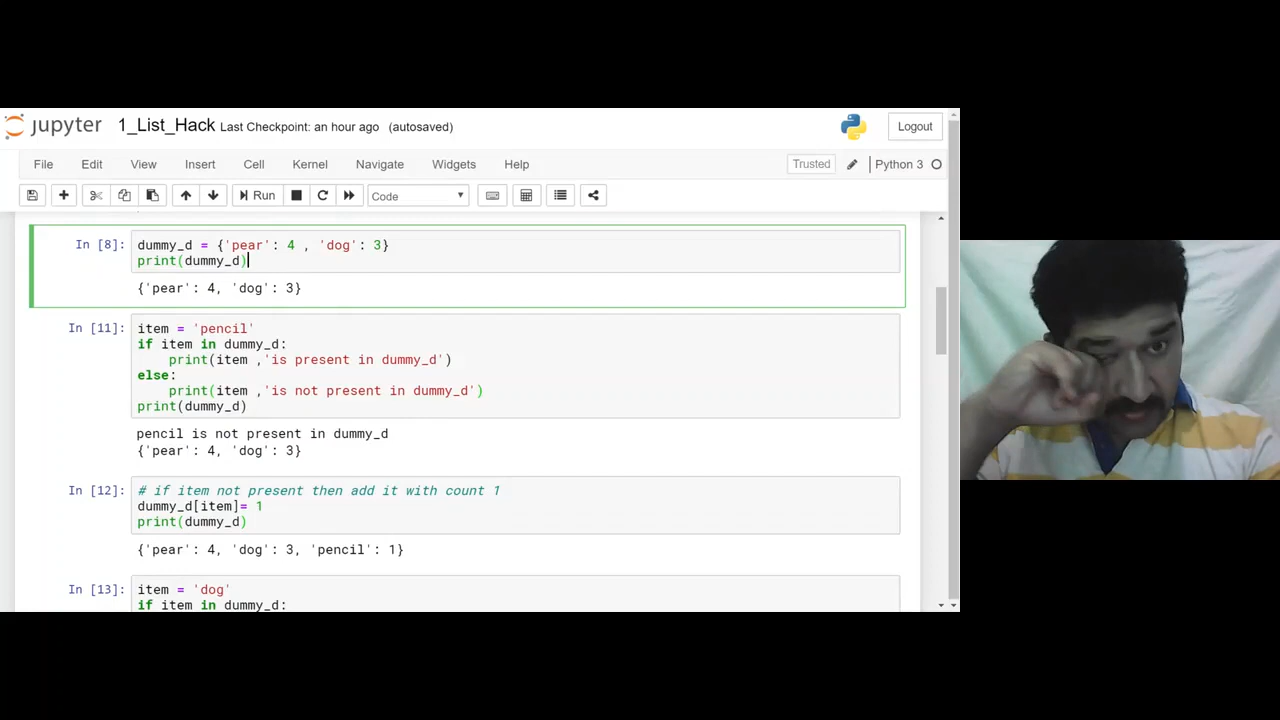 jupyter 1_List_Hack Last Checkpoint: an hour ago (autosaved)
Logout
File Edit View Insert Cell Kernel Navigate Widgets Help
Trusted Python 3
Run Code
In [8]: dummy_d = {'pear': 4 , 'dog': 3}
print(dummy_d)
{'pear': 4, 'dog': 3}
In [11]: item = 'pencil'
if item in dummy_d:
print(item ,'is present in dummy_d')
else:
print(item ,'is not present in dummy_d')
print(dummy_d)
pencil is not present in dummy_d
{'pear': 4, 'dog': 3}
In [12]: # if item not present then add it with count 1
dummy_d[item]= 1
print(dummy_d)
{'pear': 4, 'dog': 3, 'pencil': 1}
In [13]: item = 'dog'
if item in dummy_d: